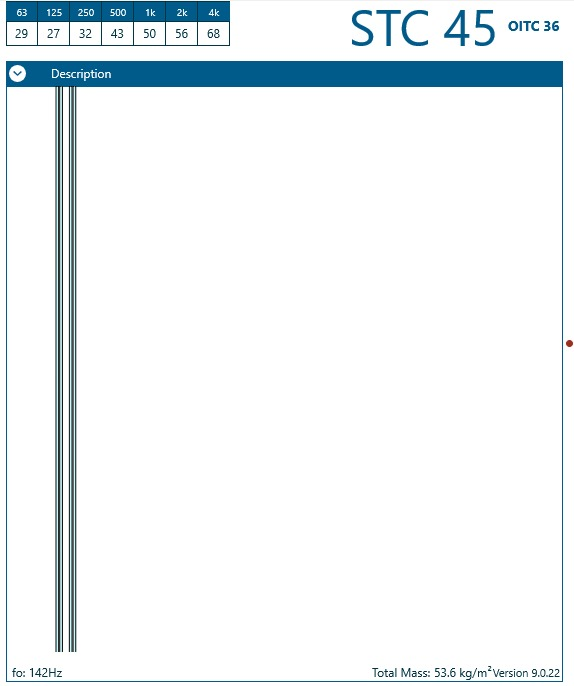 63 125 250 500 1k 2k 4k
29 27 32 43 50 56 68
STC 45 OITC 36
Description
fo: 142Hz Total Mass: 53.6 kg/m² Version 9.0.22